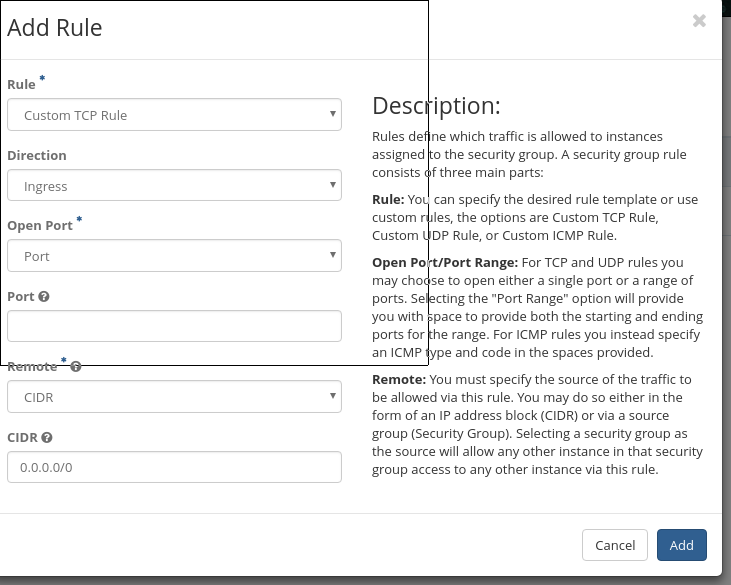 Add Rule
×
Rule *
Custom TCP Rule
Direction
Ingress
Open Port *
Port
Port
Remote *
CIDR
CIDR
0.0.0.0/0
Description:
Rules define which traffic is allowed to instances
assigned to the security group. A security group rule
consists of three main parts:
Rule: You can specify the desired rule template or use
custom rules, the options are Custom TCP Rule,
Custom UDP Rule, or Custom ICMP Rule.
Open Port/Port Range: For TCP and UDP rules you
may choose to open either a single port or a range of
ports. Selecting the "Port Range" option will provide
you with space to provide both the starting and ending
ports for the range. For ICMP rules you instead specify
an ICMP type and code in the spaces provided.
Remote: You must specify the source of the traffic to
be allowed via this rule. You may do so either in the
form of an IP address block (CIDR) or via a source
group (Security Group). Selecting a security group as
the source will allow any other instance in that security
group access to any other instance via this rule.
Cancel
Add